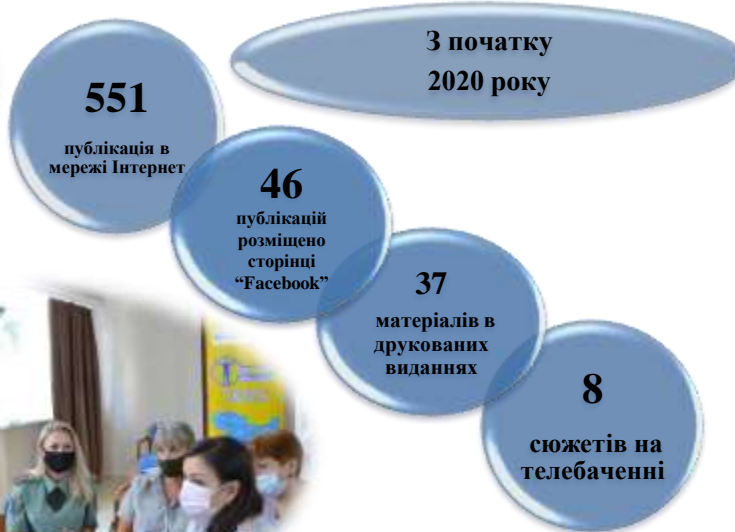 З початку
2020 року
551
публікація в
мережі Інтернет
46
публікацій
розміщено
сторінці
“Facebook”
37
матеріалів в
друкованих
виданнях
8
сюжетів на
телебаченні